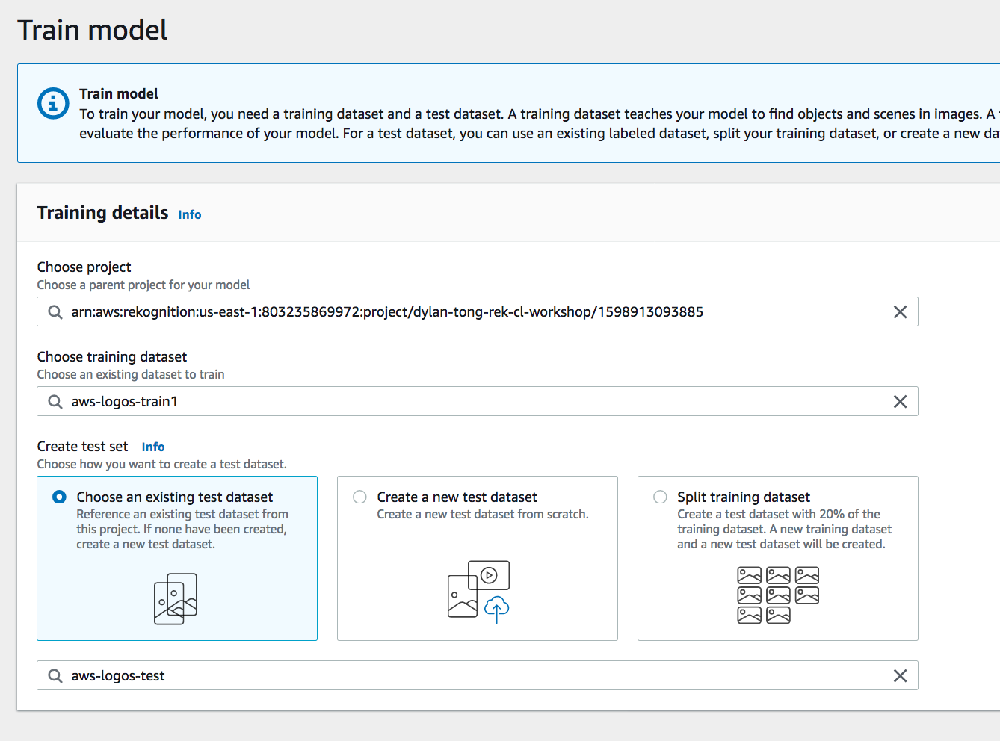 Train model
Train model
To train your model, you need a training dataset and a test dataset. A training dataset teaches your model to find objects and scenes in images. A
evaluate the performance of your model. For a test dataset, you can use an existing labeled dataset, split your training dataset, or create a new da
Training details Info
Choose project
Choose a parent project for your model
arn:aws:rekognition:us-east-1:803235869972:project/dylan-tong-rek-cl-workshop/1598913093885
Choose training dataset
Choose an existing dataset to train
aws-logos-train1
Create test set Info
Choose how you want to create a test dataset.
Choose an existing test dataset
Reference an existing test dataset from
this project. If none have been created,
create a new test dataset.
Create a new test dataset
Create a new test dataset from scratch.
Split training dataset
Create a test dataset with 20% of the
training dataset. A new training dataset
and a new test dataset will be created.
aws-logos-test